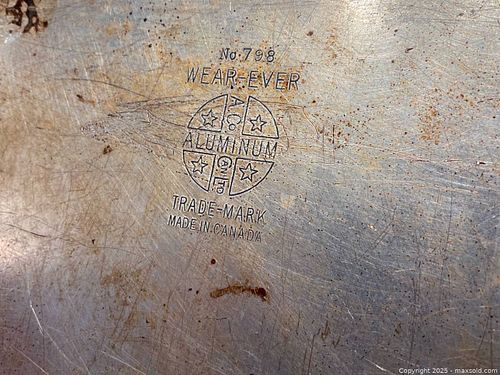 No. 798
WEAR-EVER
ALUMINUM
TRADE-MARK
MADE IN CANADA
Copyright 2025 - maxsold.com